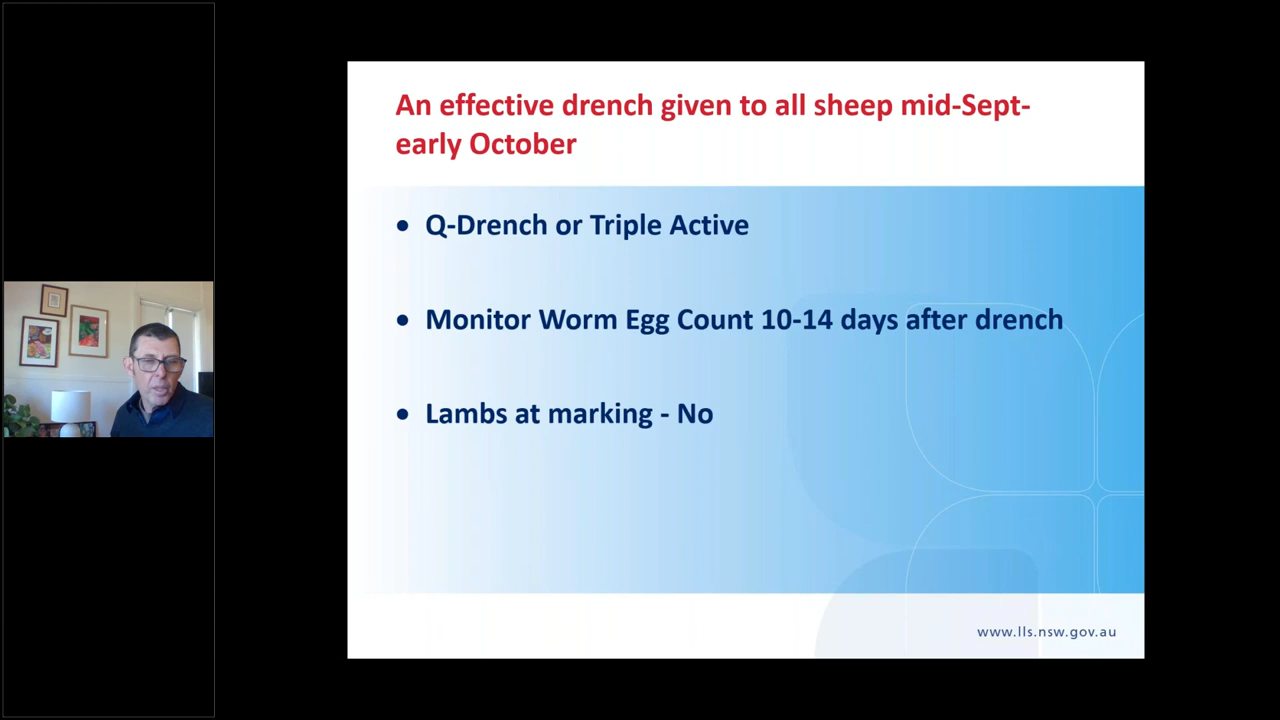 An effective drench given to all sheep mid-Sept-
early October
• Q-Drench or Triple Active
• Monitor Worm Egg Count 10-14 days after drench
• Lambs at marking - No
www.lls.nsw.gov.au